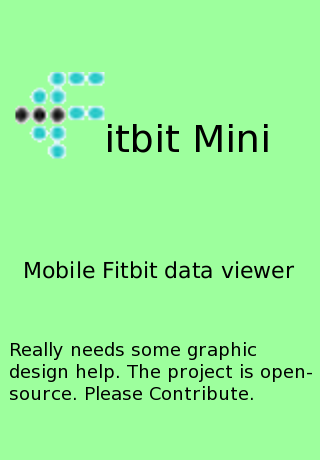 itbit Mini
Mobile Fitbit data viewer
Really needs some graphic
design help. The project is open-
source. Please Contribute.